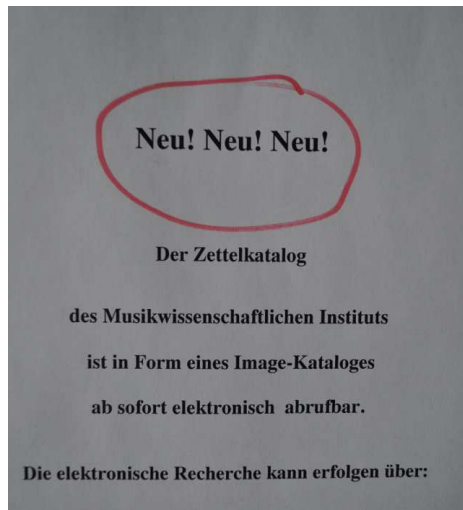 Neu! Neu! Neu!
Der Zettelkatalog
des Musikwissenschaftlichen Instituts
ist in Form eines Image-Kataloges
ab sofort elektronisch abrufbar.
Die elektronische Recherche kann erfolgen über: